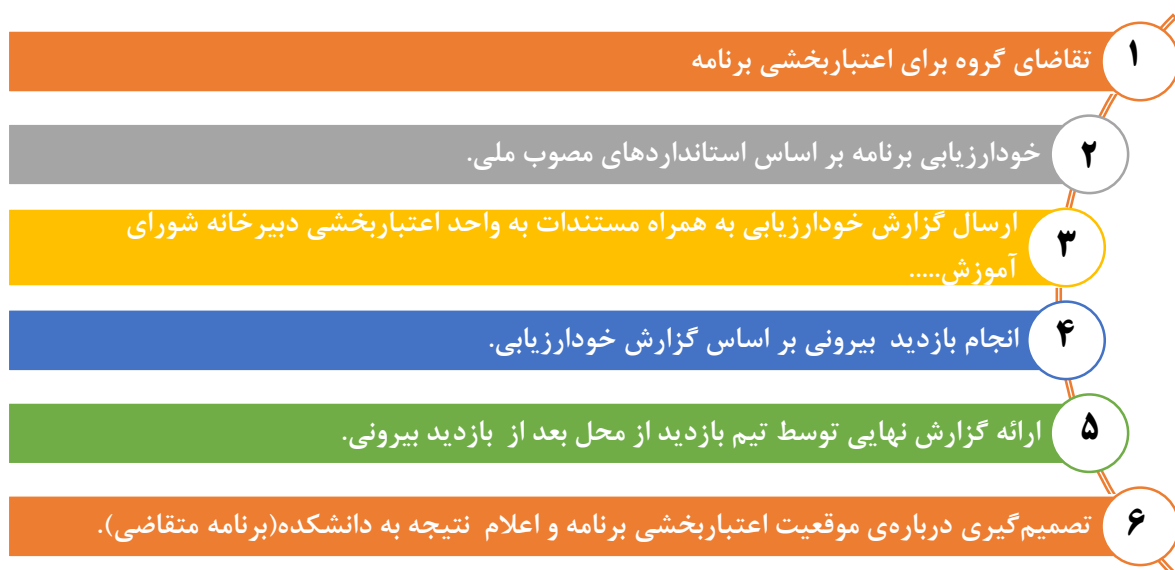 ۱
تقاضای گروه برای اعتباربخشی برنامه
۲
خودارزیابی برنامه بر اساس استانداردهای مصوب ملی.
۳
ارسال گزارش خودارزیابی به همراه مستندات به واحد اعتباربخشی دبیرخانه شورای
آموزش.....
۴
انجام بازدید بیرونی بر اساس گزارش خودارزیابی.
۵
ارائه گزارش نهایی توسط تیم بازدید از محل بعد از بازدید بیرونی.
۶
تصمیم‌گیری درباره‌ی موقعیت اعتباربخشی برنامه و اعلام نتیجه به دانشکده(برنامه متقاضی).